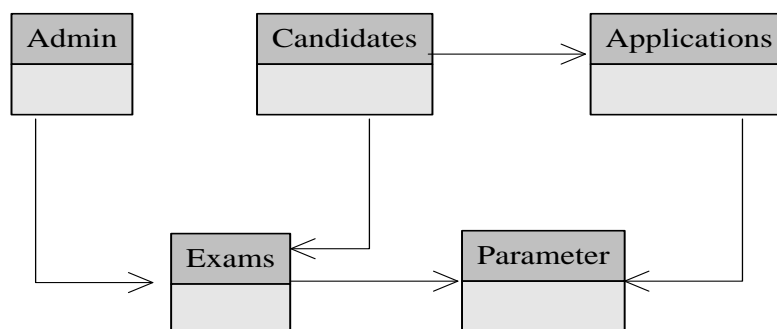 Admin
Candidates
Applications
Exams
Parameter